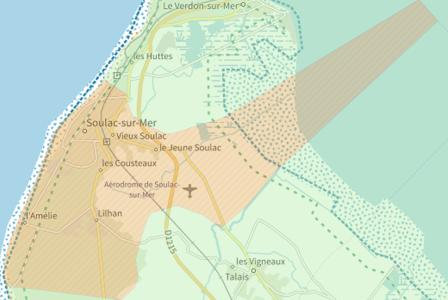 Le Verdon-sur-Mer
les Huttes
Soulac-sur-Mer
Vieux Soulac
le Jeune Soulac
les Cousteaux
Aérodrome de Soulac-
sur-Mer
l'Amélie
Lilhan
D1215
les Vigneaux
Talais